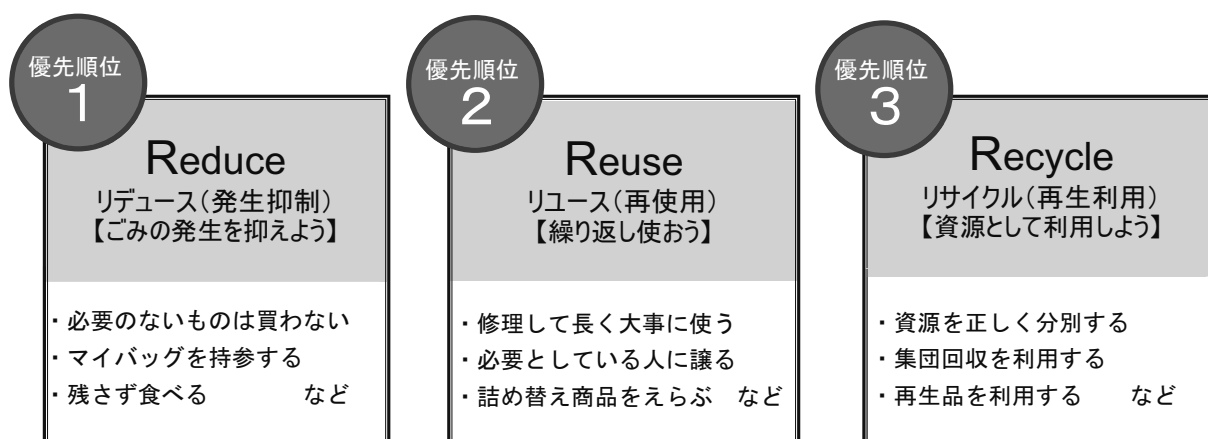 優先順位
1
Reduce
リデュース(発生抑制)
【ごみの発生を抑えよう】
・必要のないものは買わない
・マイバッグを持参する
・残さず食べる など
優先順位
2
Reuse
リユース(再使用)
【繰り返し使おう】
・修理して長く大事に使う
・必要としている人に譲る
・詰め替え商品をえらぶ など
優先順位
3
Recycle
リサイクル(再生利用)
【資源として利用しよう】
・資源を正しく分別する
・集団回収を利用する
・再生品を利用する など